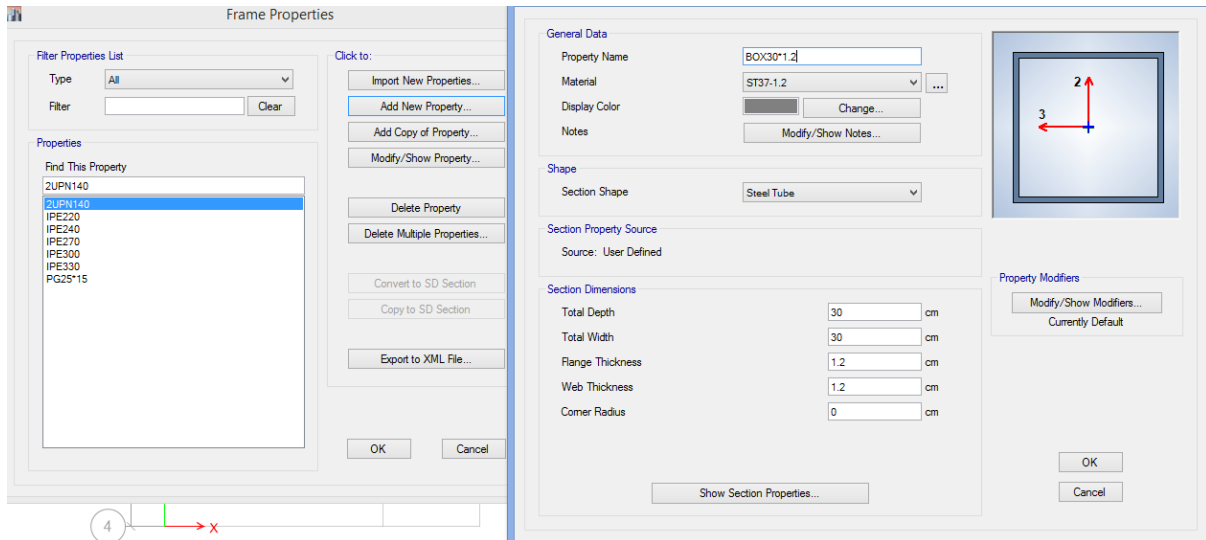 Frame Properties
Filter Properties List
Type
All
Filter
Clear
Properties
Find This Property
2UPN140
2UPN140
IPE220
IPE240
IPE270
IPE300
IPE330
PG25*15
Click to:
Import New Properties...
Add New Property...
Add Copy of Property...
Modify/Show Property...
Delete Property
Delete Multiple Properties...
Convert to SD Section
Copy to SD Section
Export to XML File...
OK
Cancel
4
X
General Data
Property Name
BOX30*1.2
Material
ST37-1.2
...
Display Color
Change...
Notes
Modify/Show Notes...
Shape
Section Shape
Steel Tube
Section Property Source
Source: User Defined
Section Dimensions
Total Depth
30
cm
Total Width
30
cm
Flange Thickness
1.2
cm
Web Thickness
1.2
cm
Corner Radius
0
cm
Show Section Properties...
2
3
Property Modifiers
Modify/Show Modifiers...
Currently Default
OK
Cancel